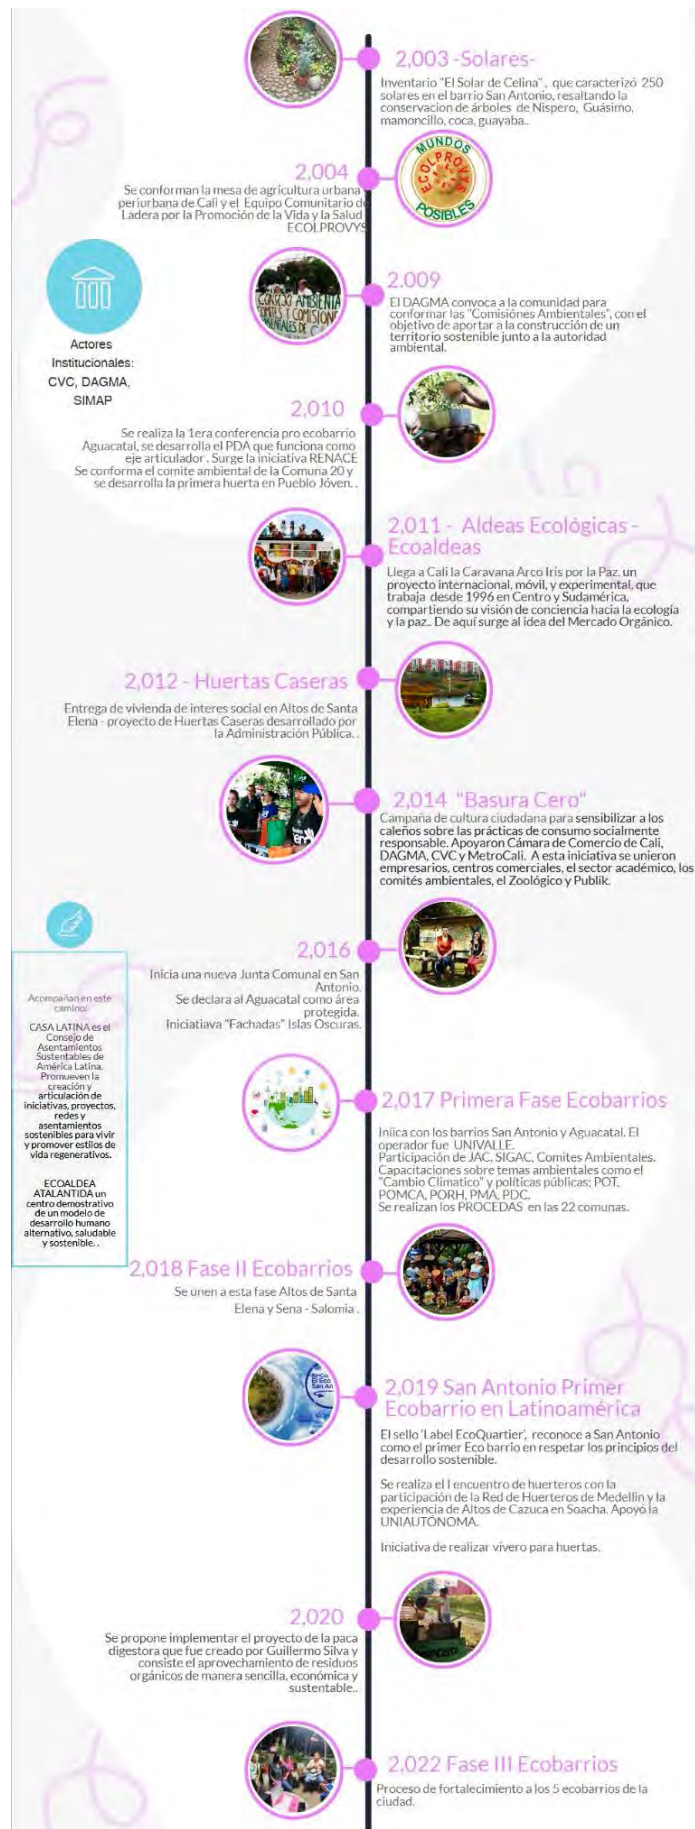 2,003 -Solares-
Inventario "El Solar de Celina" , que caracterizó 250
solares en el barrio San Antonio, resaltando la
conservacion de árboles de Nispero, Guásimo,
mamoncillo, coca, guayaba..
MUNDOS
ECOLPROVYS
POSIBLES
2,004
Se conforman la mesa de agricultura urbana y
periurbana de Cali y el Equipo Comunitario de
Ladera por la Promoción de la Vida y la Salud
ECOLPROVYS
Actores
Institucionales:
CVC, DAGMA,
SIMAP
2.009
El DAGMA convoca a la comunidad para
conformar las "Comisiónes Ambientales", con el
objetivo de aportar a la construcción de un
territorio sostenible junto a la autoridad
ambiental.
2,010
Se realiza la 1era conferencia pro ecobarrio
Aguacatal, se desarrolla el PDA que funciona como
eje articulador . Surge la iniciativa RENACE
Se conforma el comite ambiental de la Comuna 20 y
se desarrolla la primera huerta en Pueblo Jóven. .
2,011 - Aldeas Ecológicas -
Ecoaldeas
Llega a Cali la Caravana Arco Iris por la Paz, un
proyecto internacional, móvil, y experimental, que
trabaja desde 1996 en Centro y Sudamérica,
compartiendo su visión de conciencia hacia la ecología
y la paz.. De aquí surge al idea del Mercado Orgánico.
2,012 - Huertas Caseras
Entrega de vivienda de interes social en Altos de Santa
Elena - proyecto de Huertas Caseras desarrollado por
la Administración Pública. .
2,014 "Basura Cero"
Campaña de cultura ciudadana para sensibilizar a los
caleños sobre las prácticas de consumo socialmente
responsable. Apoyaron Cámara de Comercio de Cali,
DAGMA, CVC y MetroCali. A esta iniciativa se unieron
empresarios, centros comerciales, el sector académico, los
comités ambientales, el Zoológico y Publik.
2,016
Inicia una nueva Junta Comunal en San
Antonio.
Se declara al Aguacatal como área
protegida.
Iniciatiava "Fachadas" Islas Oscuras.
Acompañan en este
camino:
CASA LATINA es el
Consejo de
Asentamientos
Sustentables de
América Latina.
Promueven la
creación y
articulación de
iniciativas, proyectos,
redes y
asentamientos
sostenibles para vivir
y promover estilos de
vida regenerativos.
ECOALDEA
ATALANTIDA un
centro demostrativo
de un modelo de
desarrollo humano
alternativo, saludable
y sostenible. .
2,017 Primera Fase Ecobarrios
Iniica con los barrios San Antonio y Aguacatal. El
operador fue UNIVALLE.
Participación de JAC, SIGAC, Comites Ambientales.
Capacitaciones sobre temas ambientales como el
"Cambio Climatico" y políticas públicas; POT,
POMCA, PORH, PMA, PDC,
Se realizan los PROCEDAS en las 22 comunas.
2,018 Fase II Ecobarrios
Se unen a esta fase Altos de Santa
Elena y Sena - Salomia .
2,019 San Antonio Primer
Ecobarrio en Latinoamérica
El sello 'Label EcoQuartier', reconoce a San Antonio
como el primer Eco barrio en respetar los principios del
desarrollo sostenible.
Se realiza el I encuentro de huerteros con la
participación de la Red de Huerteros de Medellin y la
experiencia de Altos de Cazuca en Soacha. Apoyó la
UNIAUTÓNOMA.
Iniciativa de realizar vivero para huertas.
2,020
Se propone implementar el proyecto de la paca
digestora que fue creado por Guillermo Silva y
consiste el aprovechamiento de residuos
orgánicos de manera sencilla, económica y
sustentable..
2,022 Fase III Ecobarrios
Proceso de fortalecimiento a los 5 ecobarrios de la
ciudad.